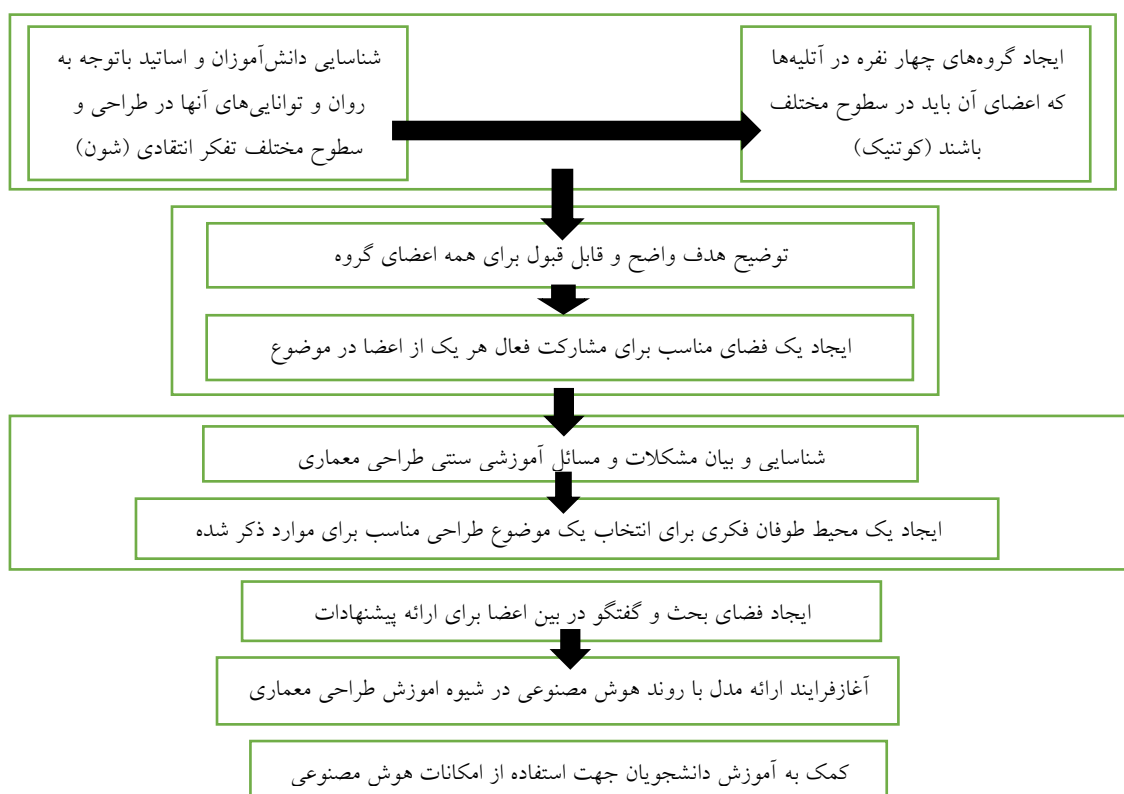 شناسایی دانش‌آموزان و اساتید باتوجه به
روان و توانایی‌های آنها در طراحی و
سطوح مختلف تفکر انتقادی (شون)
ایجاد گروه‌های چهار نفره در آتلیه‌ها
که اعضای آن باید در سطوح مختلف
باشند (کوتنیک)
توضیح هدف واضح و قابل قبول برای همه اعضای گروه
ایجاد یک فضای مناسب برای مشارکت فعال هر یک از اعضا در موضوع
شناسایی و بیان مشکلات و مسائل آموزشی سنتی طراحی معماری
ایجاد یک محیط طوفان فکری برای انتخاب یک موضوع طراحی مناسب برای موارد ذکر شده
ایجاد فضای بحث و گفتگو در بین اعضا برای ارائه پیشنهادات
آغازفرایند ارائه مدل با روند هوش مصنوعی در شیوه اموزش طراحی معماری
کمک به آموزش دانشجویان جهت استفاده از امکانات هوش مصنوعی